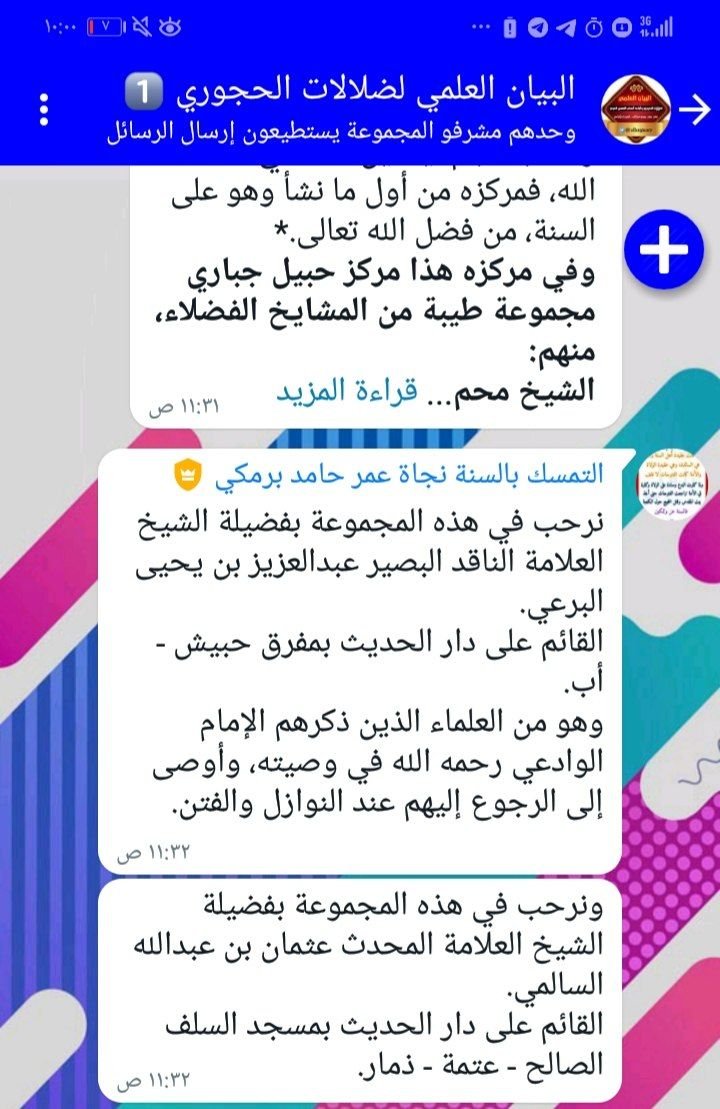 ١٠:٠٠
٧
3G
البيان العلمي لضلالات الحجوري 1️⃣
وحدهم مشرفو المجموعة يستطيعون إرسال الرسائل
الله، فمركزه من أول ما نشأ وهو على
السنة، من فضل الله تعالى.*
وفي مركزه هذا مركز حبيل جباري
مجموعة طيبة من المشايخ الفضلاء،
منهم:
الشيخ محم... قراءة المزيد
١١:٣١ ص
التمسك بالسنة نجاة عمر حامد برمكي
نرحب في هذه المجموعة بفضيلة الشيخ
العلامة الناقد البصير عبدالعزيز بن يحيى
البرعي.
القائم على دار الحديث بمفرق حبيش -
أب.
وهو من العلماء الذين ذكرهم الإمام
الوادعي رحمه الله في وصيته، وأوصى
إلى الرجوع إليهم عند النوازل والفتن.
١١:٣٢ ص
ونرحب في هذه المجموعة بفضيلة
الشيخ العلامة المحدث عثمان بن عبدالله
السالمي.
القائم على دار الحديث بمسجد السلف
الصالح - عتمة - ذمار.
١١:٣٢ ص